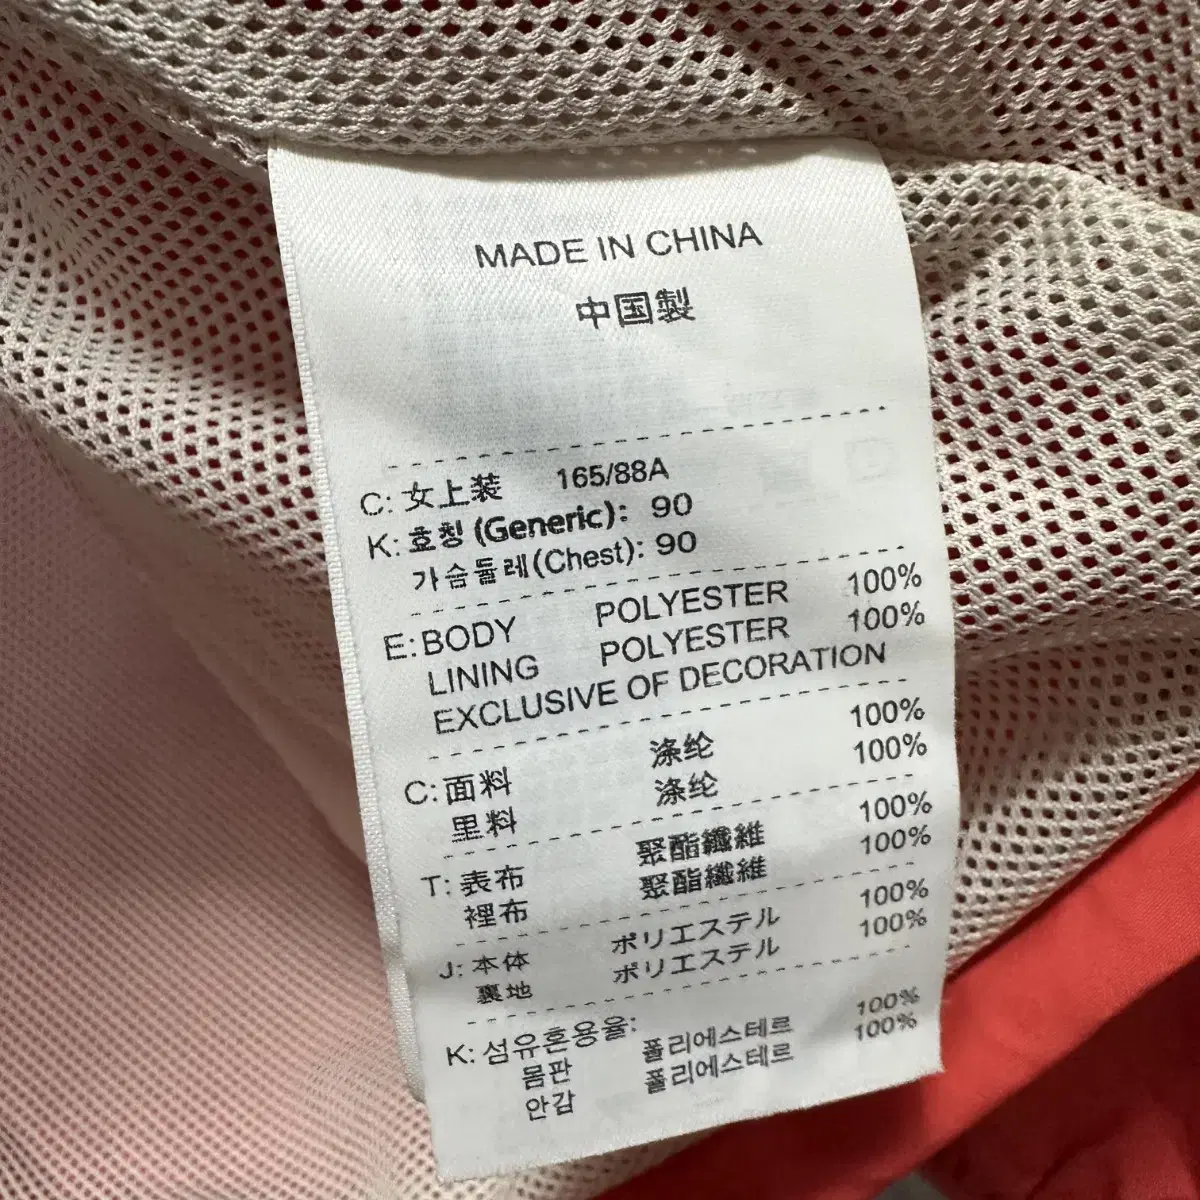 MADE IN CHINA
中国製
C: 女上装 165/88A
K: 호칭 (Generic): 90
가슴둘레(Chest): 90
E: BODY POLYESTER 100%
LINING POLYESTER 100%
EXCLUSIVE OF DECORATION
C: 面料 涤纶 100%
里料 涤纶 100%
T: 表布 聚酯纖維 100%
裡布 聚酯纖維 100%
J: 本体 ポリエステル 100%
裏地 ポリエステル 100%
K: 섬유혼용율:
몸판 폴리에스테르 100%
안감 폴리에스테르 100%